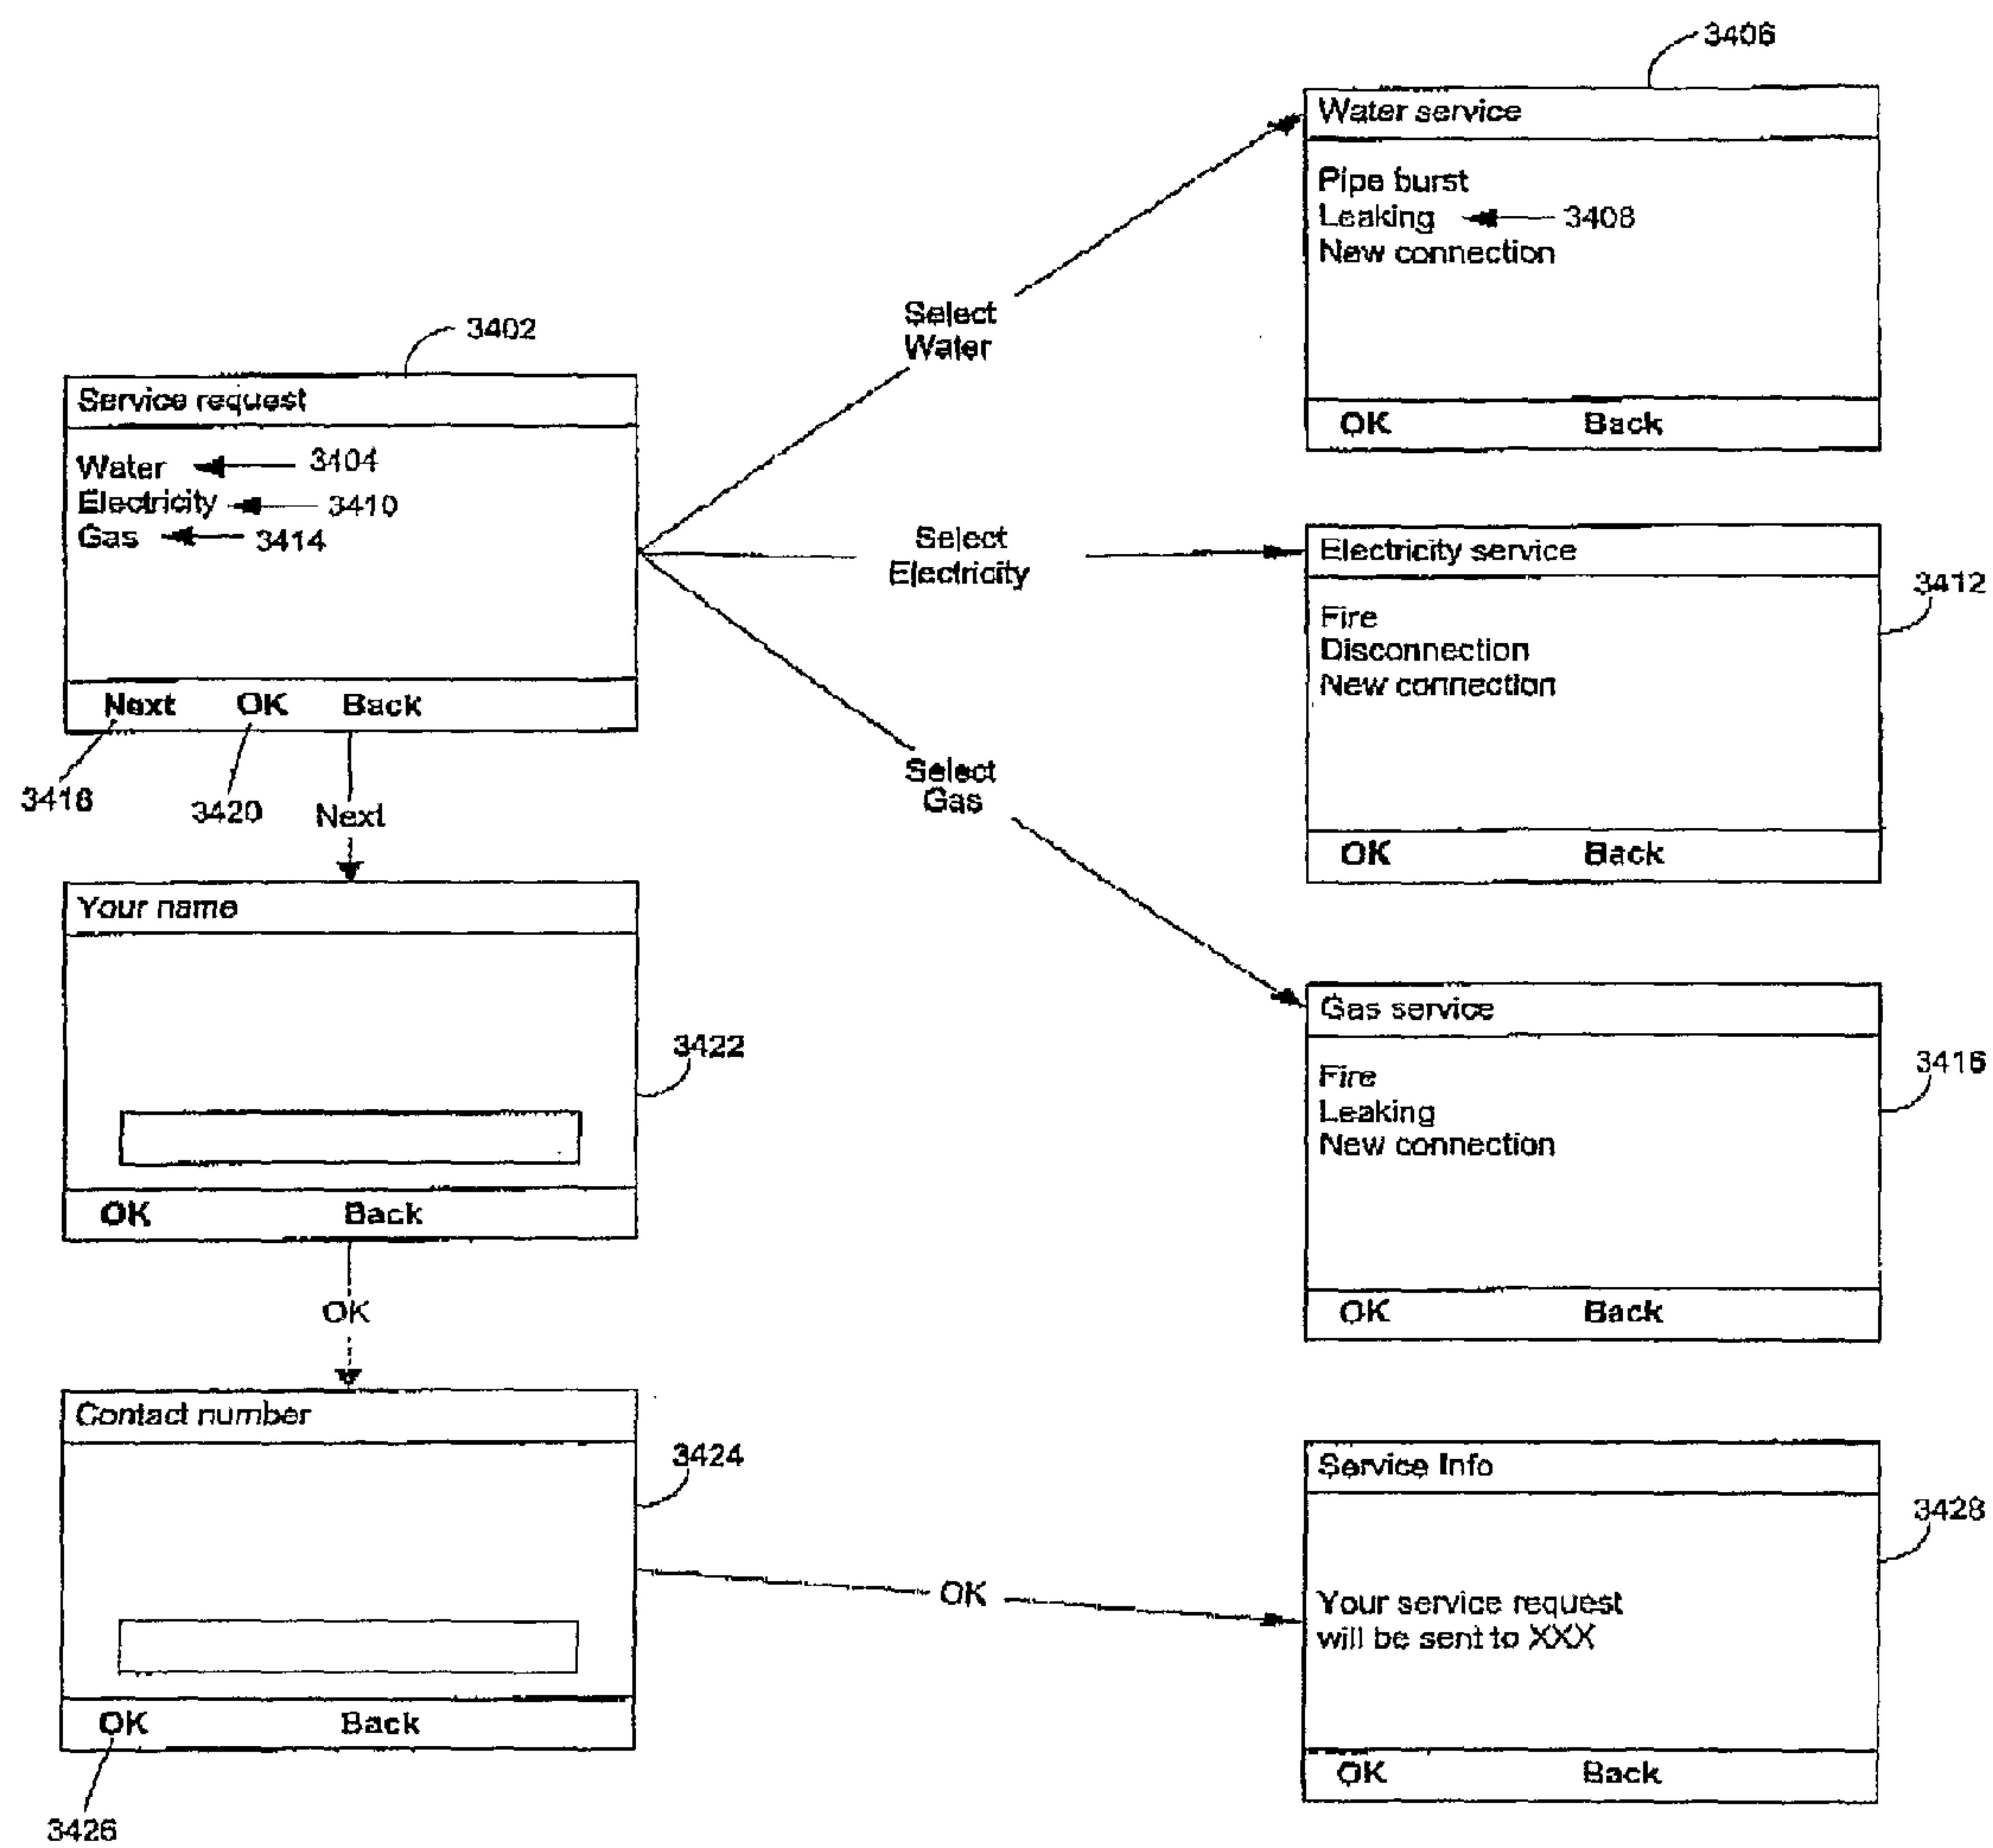 3406
Water service
Pipe burst
Leaking 3408
New connection
OK Back
Select
Water
3402
Service request
Water 3404
Electricity 3410
Gas 3414
Next OK Back
3418
3420
Next
Select
Electricity
Electricity service
3412
Fire
Disconnection
New connection
OK Back
Select
Gas
Your name
3422
OK Back
OK
Gas service
3416
Fire
Leaking
New connection
OK Back
Contact number
3424
OK Back
3426
OK
Service Info
3428
Your service request
will be sent to XXX
OK Back